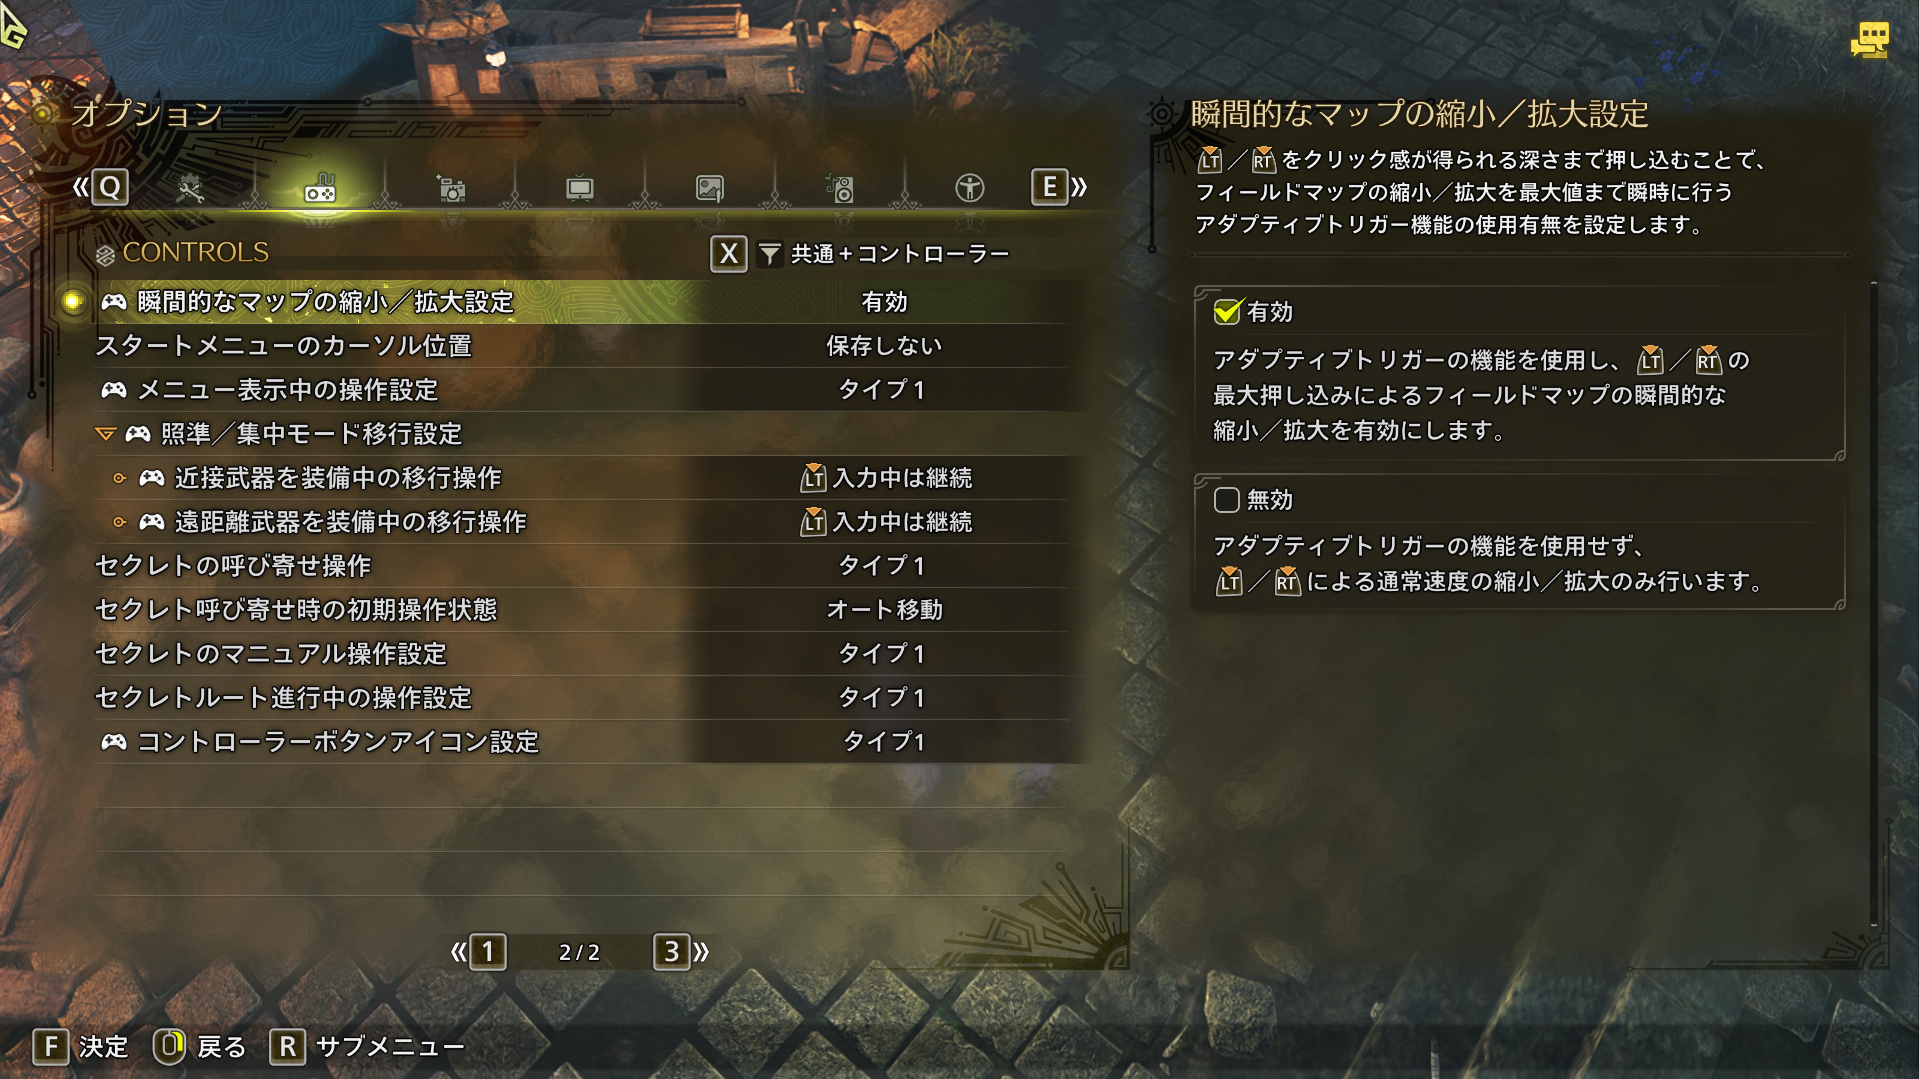 オプション
Q
E
CONTROLS
X 共通+コントローラー
瞬間的なマップの縮小／拡大設定 有効
スタートメニューのカーソル位置 保存しない
メニュー表示中の操作設定 タイプ1
照準／集中モード移行設定
近接武器を装備中の移行操作 LT 入力中は継続
遠距離武器を装備中の移行操作 LT 入力中は継続
セクレトの呼び寄せ操作 タイプ1
セクレト呼び寄せ時の初期操作状態 オート移動
セクレトのマニュアル操作設定 タイプ1
セクレトルート進行中の操作設定 タイプ1
コントローラーボタンアイコン設定 タイプ1
1 2/2 3
F 決定 戻る R サブメニュー
瞬間的なマップの縮小／拡大設定
LT／RTをクリック感が得られる深さまで押し込むことで、
フィールドマップの縮小／拡大を最大値まで瞬時に行う
アダプティブトリガー機能の使用有無を設定します。
有効
アダプティブトリガーの機能を使用し、LT／RTの
最大押し込みによるフィールドマップの瞬間的な
縮小／拡大を有効にします。
無効
アダプティブトリガーの機能を使用せず、
LT／RTによる通常速度の縮小／拡大のみ行います。